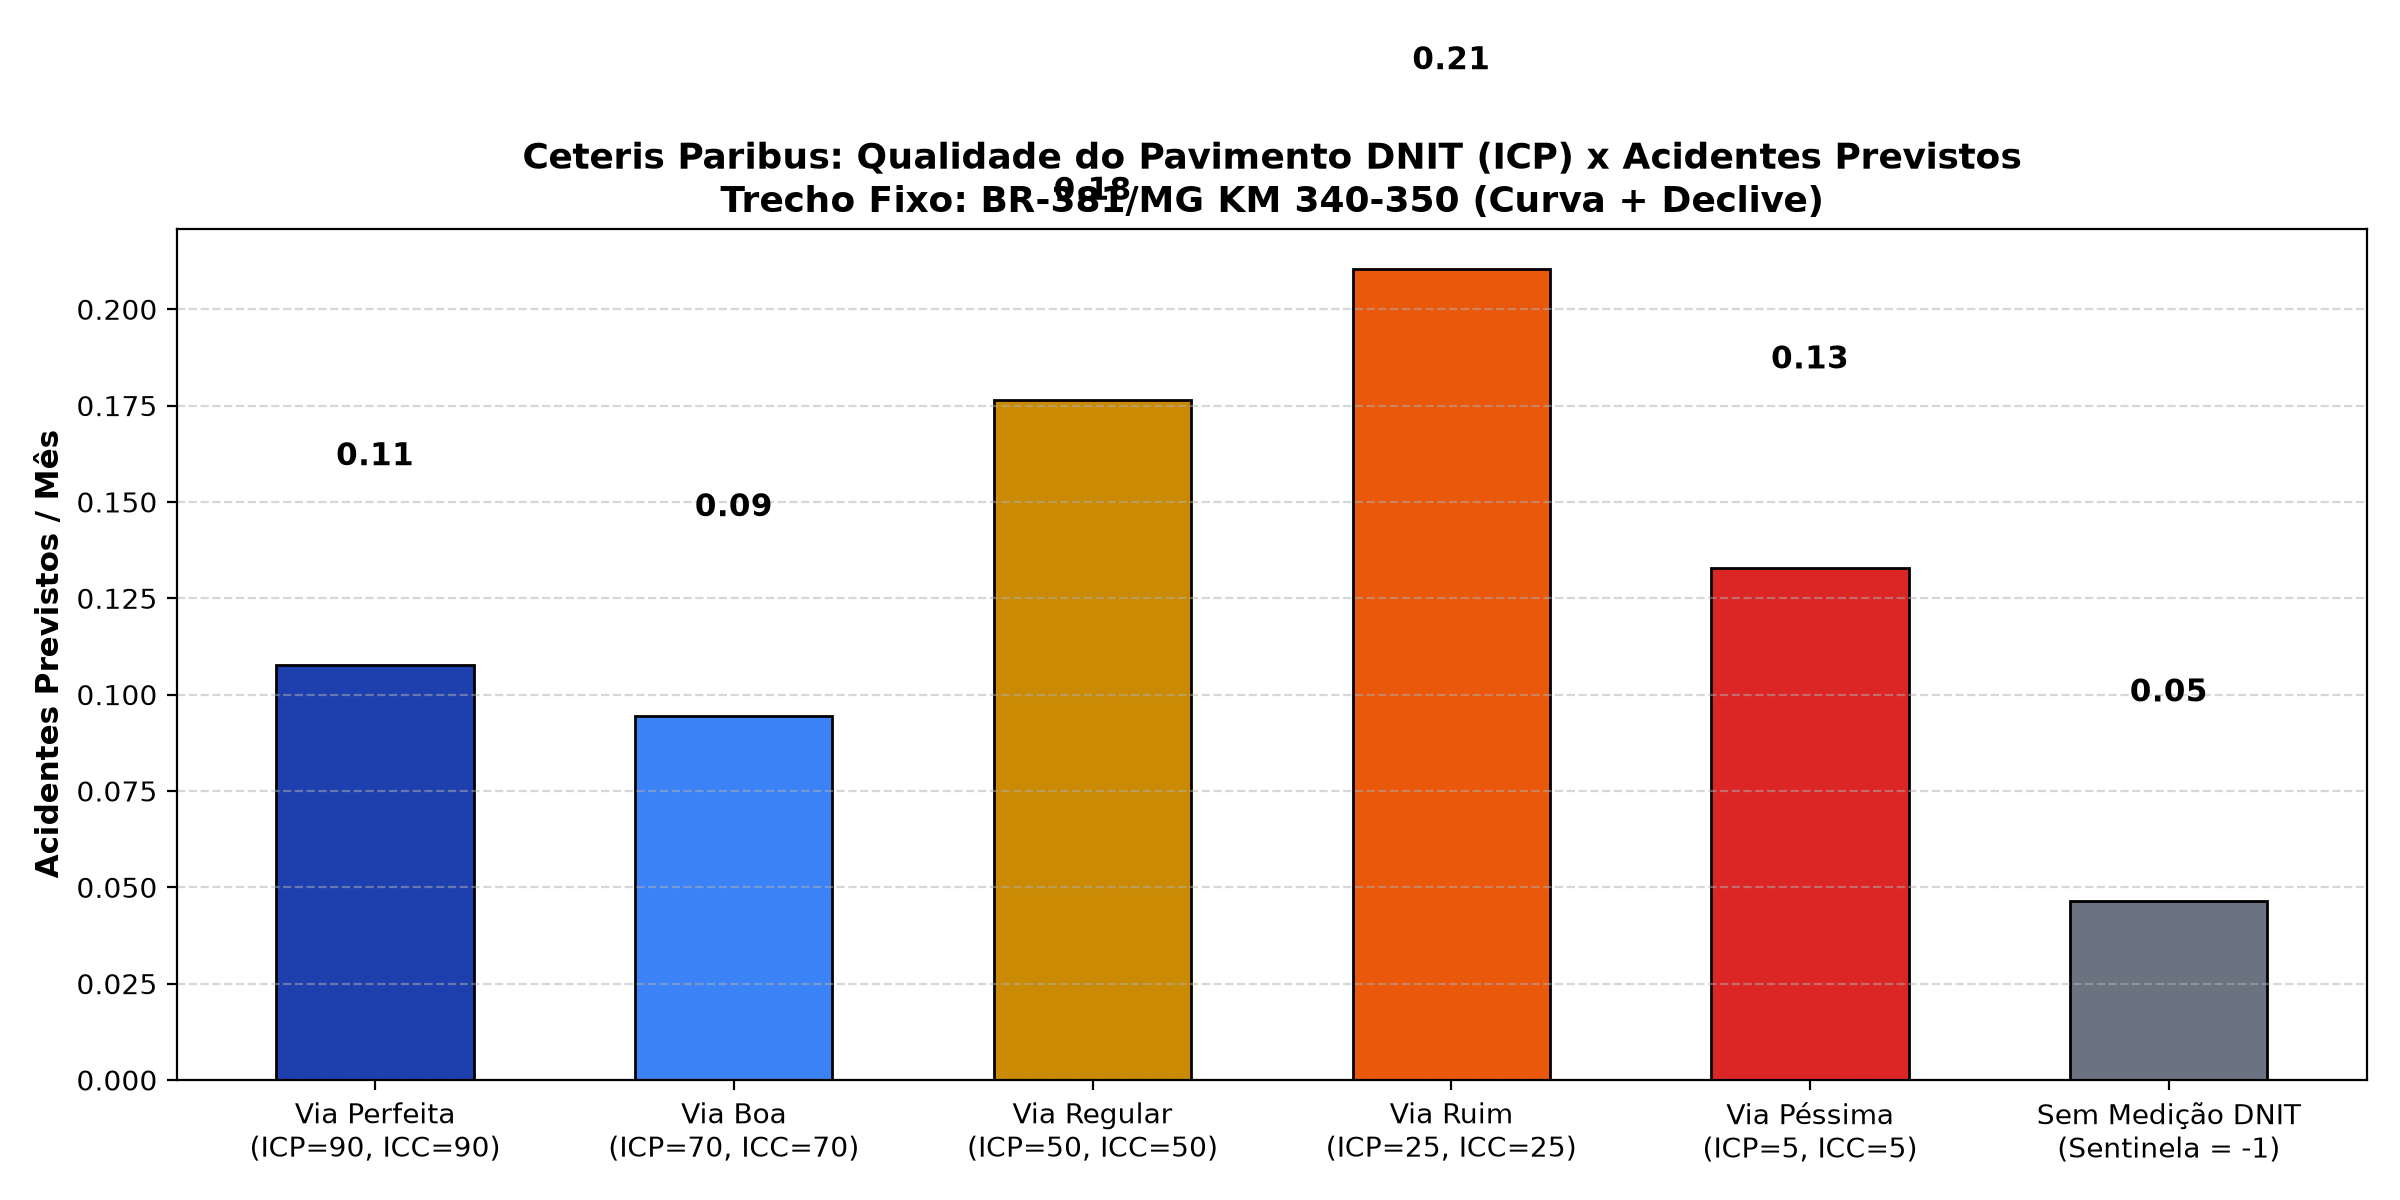 0.21
Ceteris Paribus: Qualidade do Pavimento DNIT (ICP) x Acidentes Previstos
Trecho Fixo: BR-381/MG KM 340-350 (Curva + Declive)
0.18
Acidentes Previstos / Mês
0.200
0.175
0.150
0.125
0.100
0.075
0.050
0.025
0.000
0.11
0.09
0.13
0.05
Via Perfeita
(ICP=90, ICC=90)
Via Boa
(ICP=70, ICC=70)
Via Regular
(ICP=50, ICC=50)
Via Ruim
(ICP=25, ICC=25)
Via Péssima
(ICP=5, ICC=5)
Sem Medição DNIT
(Sentinela = -1)